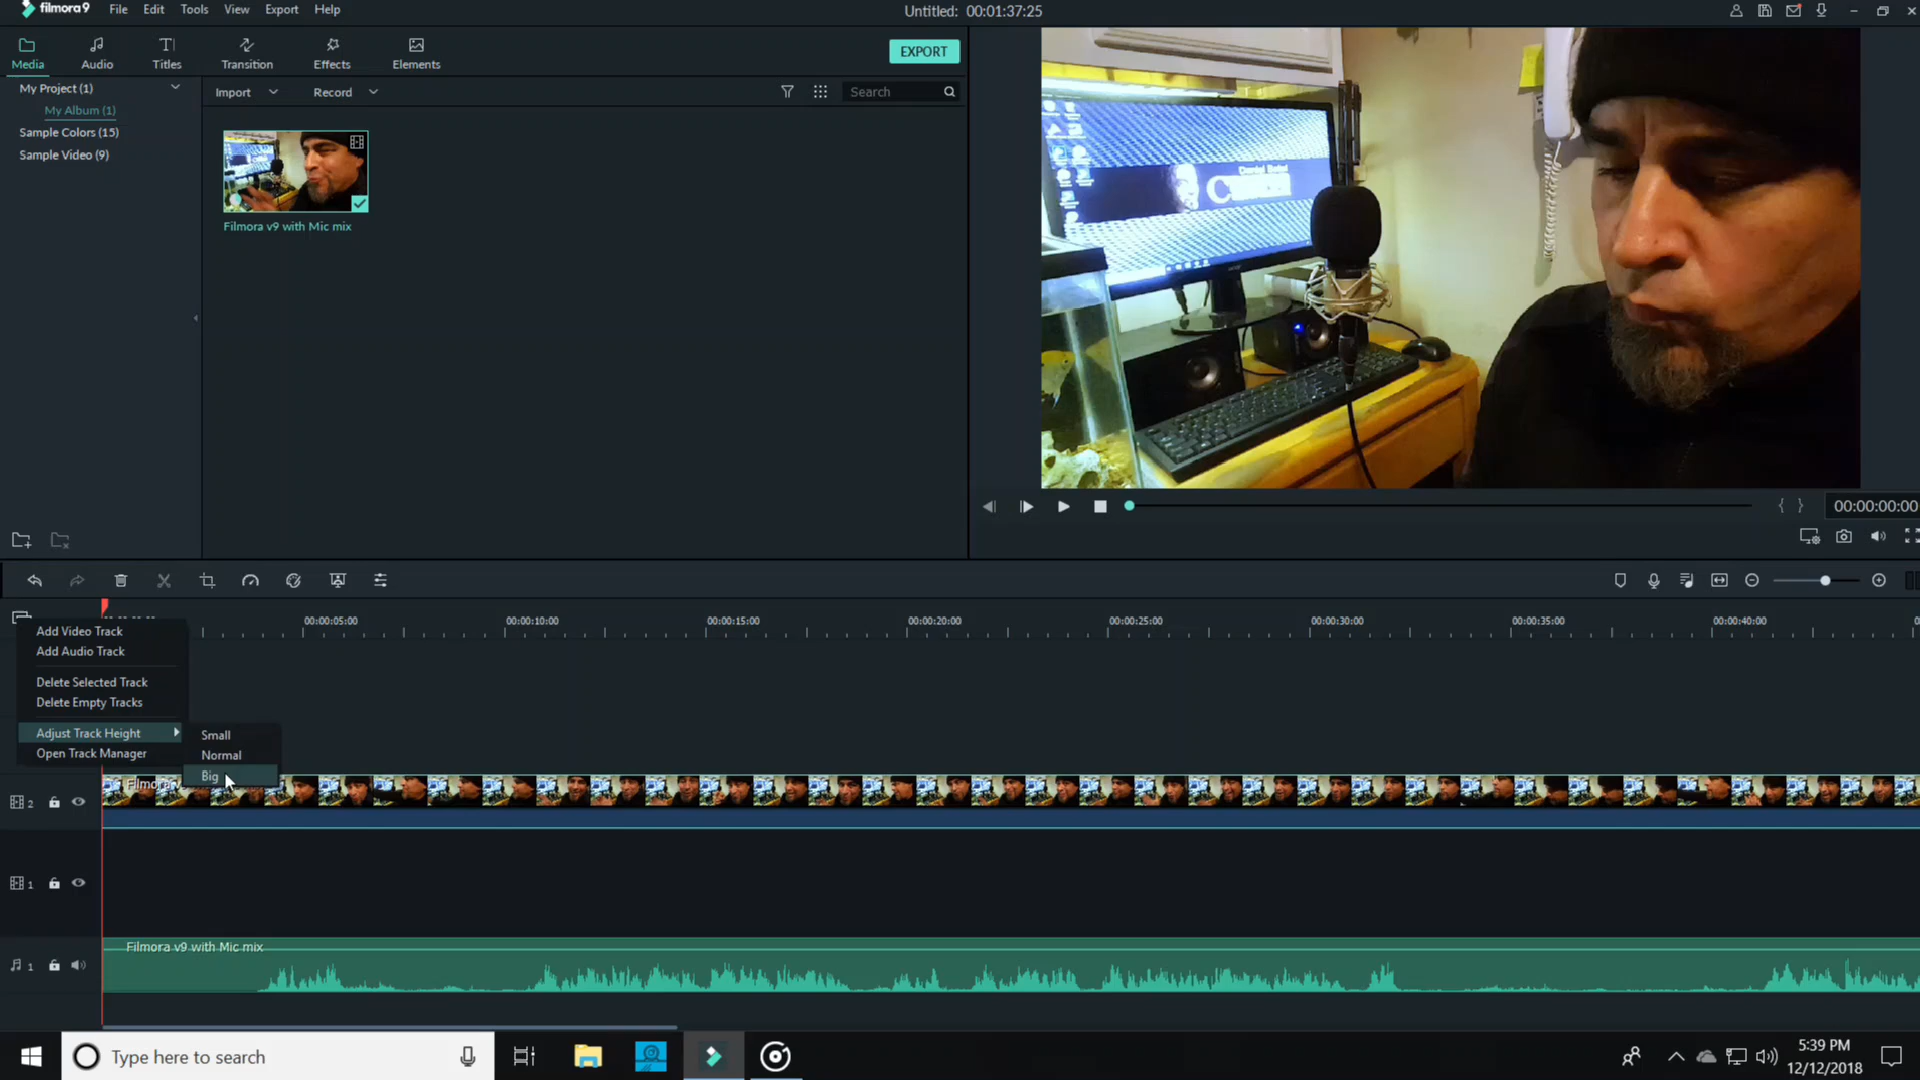 filmora9 File Edit Tools View Export Help
Untitled: 00:01:37:25
Media Audio Titles Transition Effects Elements
EXPORT
My Project (1)
Import Record Search
My Album (1)
Sample Colors (15)
Sample Video (9)
Filmora v9 with Mic mix
00:00:00:00
00:00:05:00 00:00:10:00 00:00:15:00 00:00:20:00 00:00:25:00 00:00:30:00 00:00:35:00 00:00:40:00
Add Video Track
Add Audio Track
Delete Selected Track
Delete Empty Tracks
Adjust Track Height
Open Track Manager
Small
Normal
Big
2
1
Filmora v9 with Mic mix
1
Type here to search
5:39 PM
12/12/2018